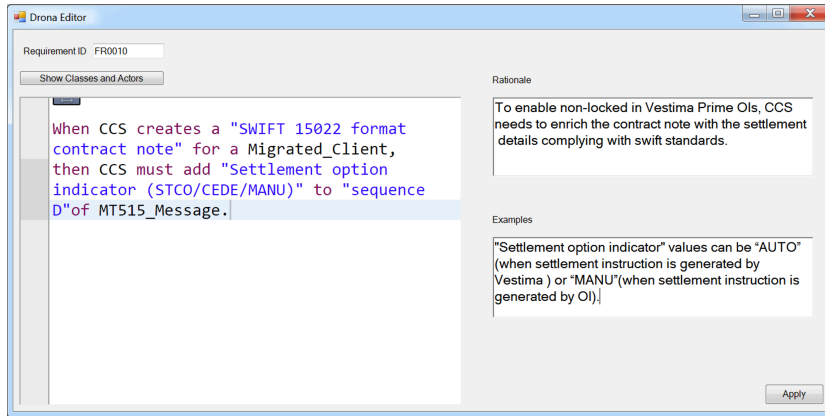 Drona Editor
Requirement ID FR0010
Show Classes and Actors
When CCS creates a "SWIFT 15022 format
contract note" for a Migrated_Client,
then CCS must add "Settlement option
indicator (STCO/CEDE/MANU)" to "sequence
D"of MT515_Message.
Rationale
To enable non-locked in Vestima Prime OIs, CCS
needs to enrich the contract note with the settlement
details complying with swift standards.
Examples
"Settlement option indicator" values can be “AUTO”
(when settlement instruction is generated by
Vestima ) or “MANU”(when settlement instruction is
generated by OI).
Apply